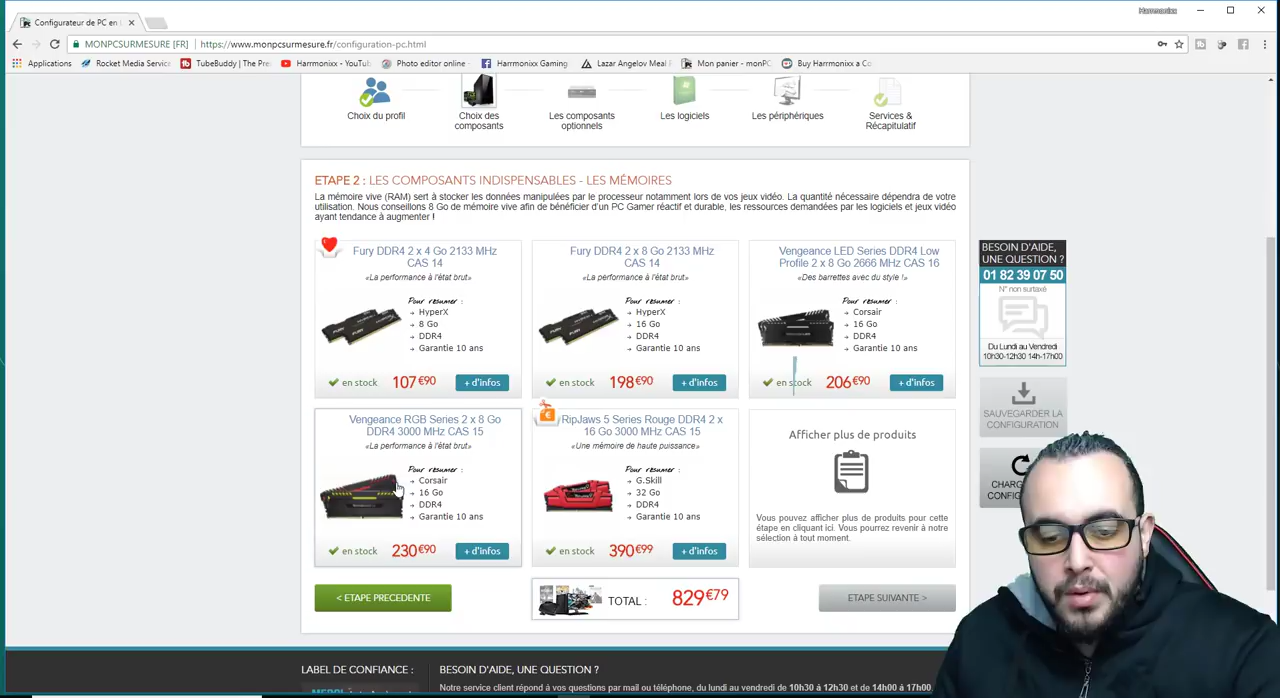 Harrmonixx
Configurateur de PC en
MONPCSURMESURE [FR]
https://www.monpcsurmesure.fr/configuration-pc.html
Applications
Rocket Media Service
TubeBuddy | The Pre
Harrmonixx - YouTu
Photo editor online
Harrmonixx Gaming
Lazar Angelov Meal
Mon panier - monPC
Buy Harrmonixx a Co
Choix du profil
Choix des
composants
Les composants
optionnels
Les logiciels
Les périphériques
Services &
Récapitulatif
ETAPE 2 : LES COMPOSANTS INDISPENSABLES - LES MÉMOIRES
La mémoire vive (RAM) sert à stocker les données manipulées par le processeur notamment lors de vos jeux vidéo. La quantité nécessaire dépendra de votre
utilisation. Nous conseillons 8 Go de mémoire vive afin de bénéficier d'un PC Gamer réactif et durable, les ressources demandées par les logiciels et jeux vidéo
ayant tendance à augmenter !
Fury DDR4 2 x 4 Go 2133 MHz
CAS 14
«La performance à l'état brut»
Pour résumer :
HyperX
8 Go
DDR4
Garantie 10 ans
en stock
107€90
+ d'infos
Fury DDR4 2 x 8 Go 2133 MHz
CAS 14
«La performance à l'état brut»
Pour résumer :
HyperX
16 Go
DDR4
Garantie 10 ans
en stock
198€90
+ d'infos
Vengeance LED Series DDR4 Low
Profile 2 x 8 Go 2666 MHz CAS 16
«Des barrettes avec du style !»
Pour résumer :
Corsair
16 Go
DDR4
Garantie 10 ans
en stock
206€90
+ d'infos
Vengeance RGB Series 2 x 8 Go
DDR4 3000 MHZ CAS 15
«La performance à l'état brut»
Pour résumer :
Corsair
16 Go
DDR4
Garantie 10 ans
en stock
230€90
+ d'infos
RipJaws 5 Series Rouge DDR4 2 x
16 Go 3000 MHZ CAS 15
«Une mémoire de haute puissance»
Pour résumer :
G.Skill
32 Go
DDR4
Garantie 10 ans
en stock
390€99
+ d'infos
Afficher plus de produits
Vous pouvez afficher plus de produits pour cette
étape en cliquant ici. Vous pourrez revenir à notre
sélection à tout moment.
BESOIN D'AIDE,
UNE QUESTION ?
01 82 39 07 50
N° non surtaxé
Du Lundi au Vendredi
10h30-12h30 14h-17h00
SAUVEGARDER LA
CONFIGURATION
CHARG
CONFIG
< ETAPE PRECEDENTE
TOTAL :
829€79
ETAPE SUIVANTE >
LABEL DE CONFIANCE :
BESOIN D'AIDE, UNE QUESTION ?
Notre service client répond à vos questions par mail ou téléphone, du lundi au vendredi de 10h30 à 12h30 et de 14h00 à 17h00.